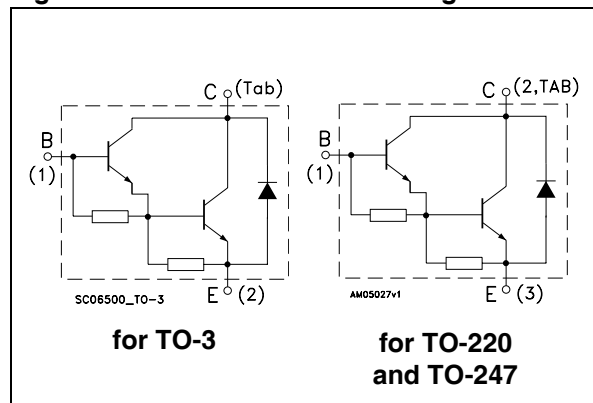 C (Tab)
B
(1)
E (2)
SC06500_TO-3
for TO-3
C (2,TAB)
B
(1)
E (3)
AM05027v1
for TO-220
and TO-247